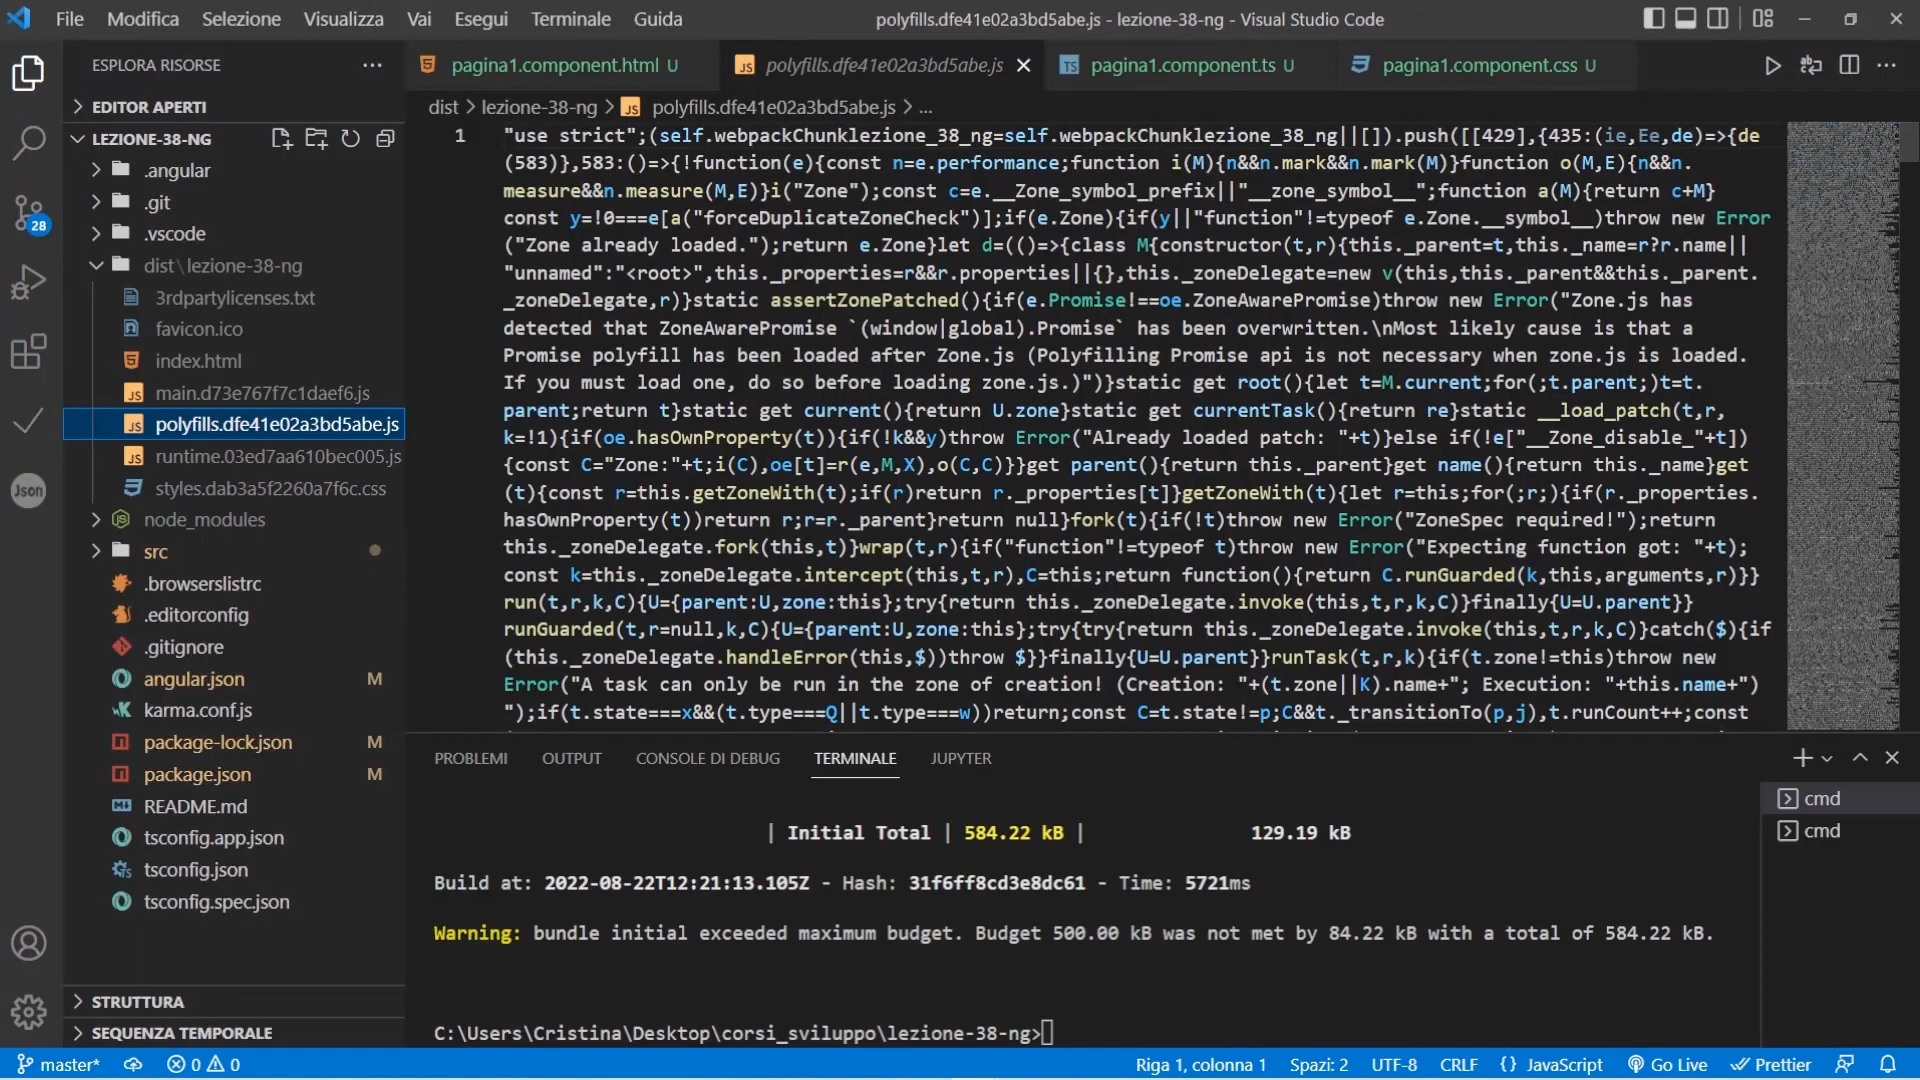 File Modifica Selezione Visualizza Vai Esegui Terminale Guida
polyfills.dfe41e02a3bd5abe.js - lezione-38-ng - Visual Studio Code
ESPLORA RISORSE
EDITOR APERTI
LEZIONE-38-NG
.angular
.git
.vscode
dist\lezione-38-ng
3rdpartylicenses.txt
favicon.ico
index.html
main.d73e767f7c1daef6.js
polyfills.dfe41e02a3bd5abe.js
runtime.03ed7aa610bec005.js
styles.dab3a5f2260a7f6c.css
node_modules
src
.browserslistrc
.editorconfig
.gitignore
angular.json M
karma.conf.js
package-lock.json M
package.json M
README.md
tsconfig.app.json
tsconfig.json
tsconfig.spec.json
STRUTTURA
SEQUENZA TEMPORALE
28
Json
pagina1.component.html U
JS polyfills.dfe41e02a3bd5abe.js
TS pagina1.component.ts U
pagina1.component.css U
dist > lezione-38-ng > JS polyfills.dfe41e02a3bd5abe.js > ...
1 "use strict";(self.webpackChunklezione_38_ng=self.webpackChunklezione_38_ng||[]).push([[429],{435:(ie,Ee,de)=>{de
(583)},583:()=>{!function(e){const n=e.performance;function i(M){n&&n.mark&&n.mark(M)}function o(M,E){n&&n.
measure&&n.measure(M,E)}i("Zone");const c=e.__Zone_symbol_prefix||"__zone_symbol__";function a(M){return c+M}
const y=!0===e[a("forceDuplicateZoneCheck")];if(e.Zone){if(y||"function"!=typeof e.Zone.__symbol__)throw new Error
("Zone already loaded.");return e.Zone}let d=(()=>{class M{constructor(t,r){this._parent=t,this._name=r?r.name||
"unnamed":"<root>",this._properties=r&&r.properties||{},this._zoneDelegate=new v(this,this._parent&&this._parent.
_zoneDelegate,r)}static assertZonePatched(){if(e.Promise!==oe.ZoneAwarePromise)throw new Error("Zone.js has
detected that ZoneAwarePromise `(window|global).Promise` has been overwritten.\nMost likely cause is that a
Promise polyfill has been loaded after Zone.js (Polyfilling Promise api is not necessary when zone.js is loaded.
If you must load one, do so before loading zone.js.)")}static get root(){let t=M.current;for(;t.parent;)t=t.
parent;return t}static get current(){return U.zone}static get currentTask(){return re}static __load_patch(t,r,
k=!1){if(oe.hasOwnProperty(t)){if(!k&&y)throw Error("Already loaded patch: "+t)}else if(!e["__Zone_disable_"+t])
{const C="Zone:"+t;i(C),oe[t]=r(e,M,X),o(C,C)}}get parent(){return this._parent}get name(){return this._name}get
(t){const r=this.getZoneWith(t);if(r)return r._properties[t]}getZoneWith(t){let r=this;for(;r;){if(r._properties.
hasOwnProperty(t))return r;r=r._parent}return null}fork(t){if(!t)throw new Error("ZoneSpec required!");return
this._zoneDelegate.fork(this,t)}wrap(t,r){if("function"!=typeof t)throw new Error("Expecting function got: "+t);
const k=this._zoneDelegate.intercept(this,t,r),C=this;return function(){return C.runGuarded(k,this,arguments,r)}}
run(t,r,k,C){U={parent:U,zone:this};try{return this._zoneDelegate.invoke(this,t,r,k,C)}finally{U=U.parent}}
runGuarded(t,r=null,k,C){U={parent:U,zone:this};try{try{return this._zoneDelegate.invoke(this,t,r,k,C)}catch($){if
(this._zoneDelegate.handleError(this,$))throw $}}finally{U=U.parent}}runTask(t,r,k){if(t.zone!=this)throw new
Error("A task can only be run in the zone of creation! (Creation: "+(t.zone||K).name+"; Execution: "+this.name+")
");if(t.state===x&&(t.type===Q||t.type===w))return;const C=t.state!=p;C&&t._transitionTo(p,j),t.runCount++;const
PROBLEMI OUTPUT CONSOLE DI DEBUG TERMINALE JUPYTER
| Initial Total | 584.22 kB | 129.19 kB
Build at: 2022-08-22T12:21:13.105Z - Hash: 31f6ff8cd3e8dc61 - Time: 5721ms
Warning: bundle initial exceeded maximum budget. Budget 500.00 kB was not met by 84.22 kB with a total of 584.22 kB.
C:\Users\Cristina\Desktop\corsi_sviluppo\lezione-38-ng>
cmd
cmd
master* 0 0
Riga 1, colonna 1 Spazi: 2 UTF-8 CRLF {} JavaScript Go Live Prettier